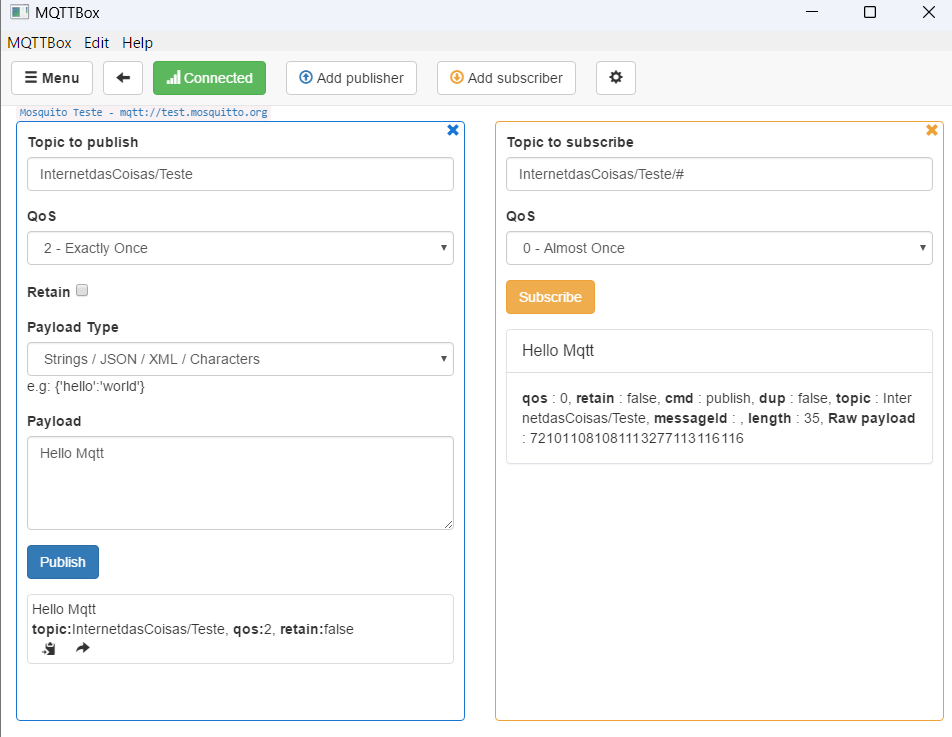 MQTTBox
MQTTBox Edit Help
Menu Connected Add publisher Add subscriber
Mosquito Teste - mqtt://test.mosquitto.org
Topic to publish
InternetdasCoisas/Teste
QoS
2 - Exactly Once
Retain
Payload Type
Strings / JSON / XML / Characters
e.g: {'hello':'world'}
Payload
Hello Mqtt
Publish
Hello Mqtt
topic:InternetdasCoisas/Teste, qos:2, retain:false
Topic to subscribe
InternetdasCoisas/Teste/#
QoS
0 - Almost Once
Subscribe
Hello Mqtt
qos : 0, retain : false, cmd : publish, dup : false, topic : Inter
netdasCoisas/Teste, messageId : , length : 35, Raw payload
: 721011081081113277113116116